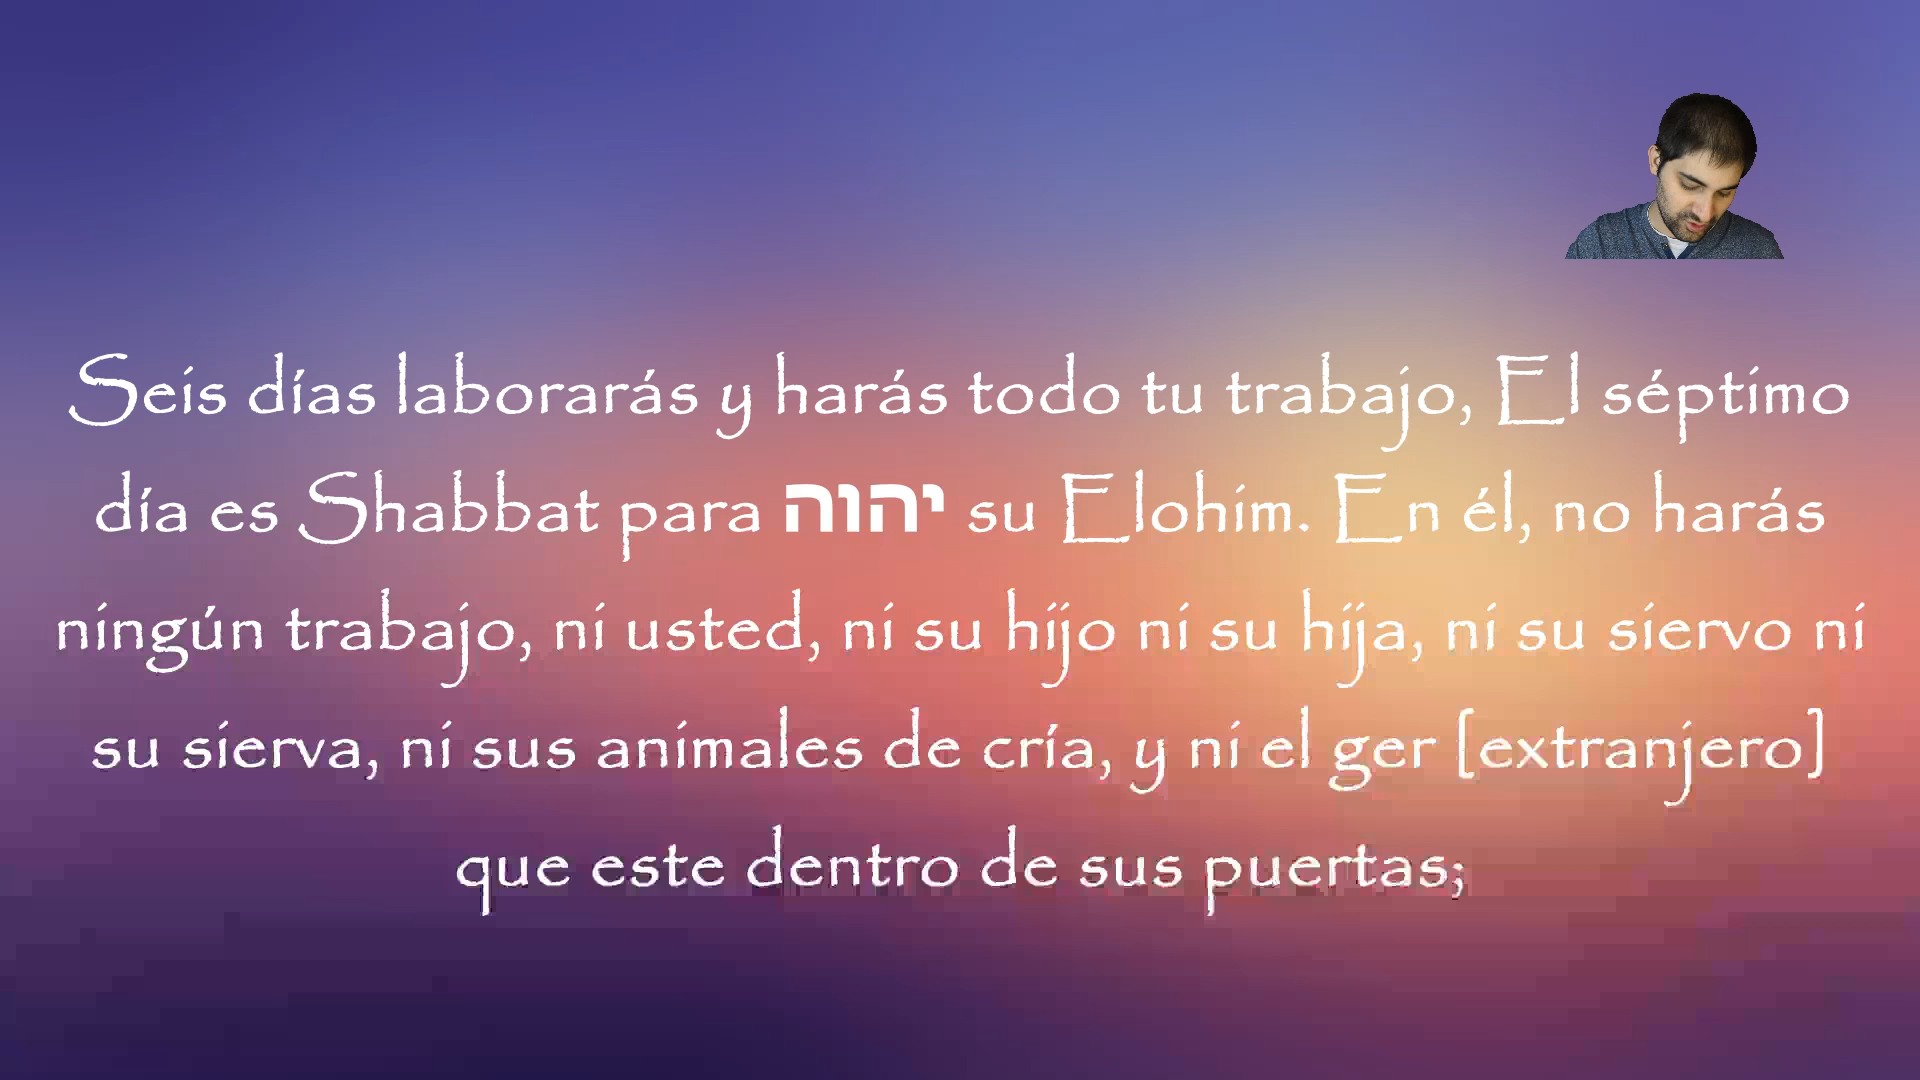 Seis días laborarás y harás todo tu trabajo, El séptimo
día es Shabbat para יהוה su Elohim. En él, no harás
ningún trabajo, ni usted, ni su hijo ni su hija, ni su siervo ni
su sierva, ni sus animales de cría, y ni el ger [extranjero]
que este dentro de sus puertas;